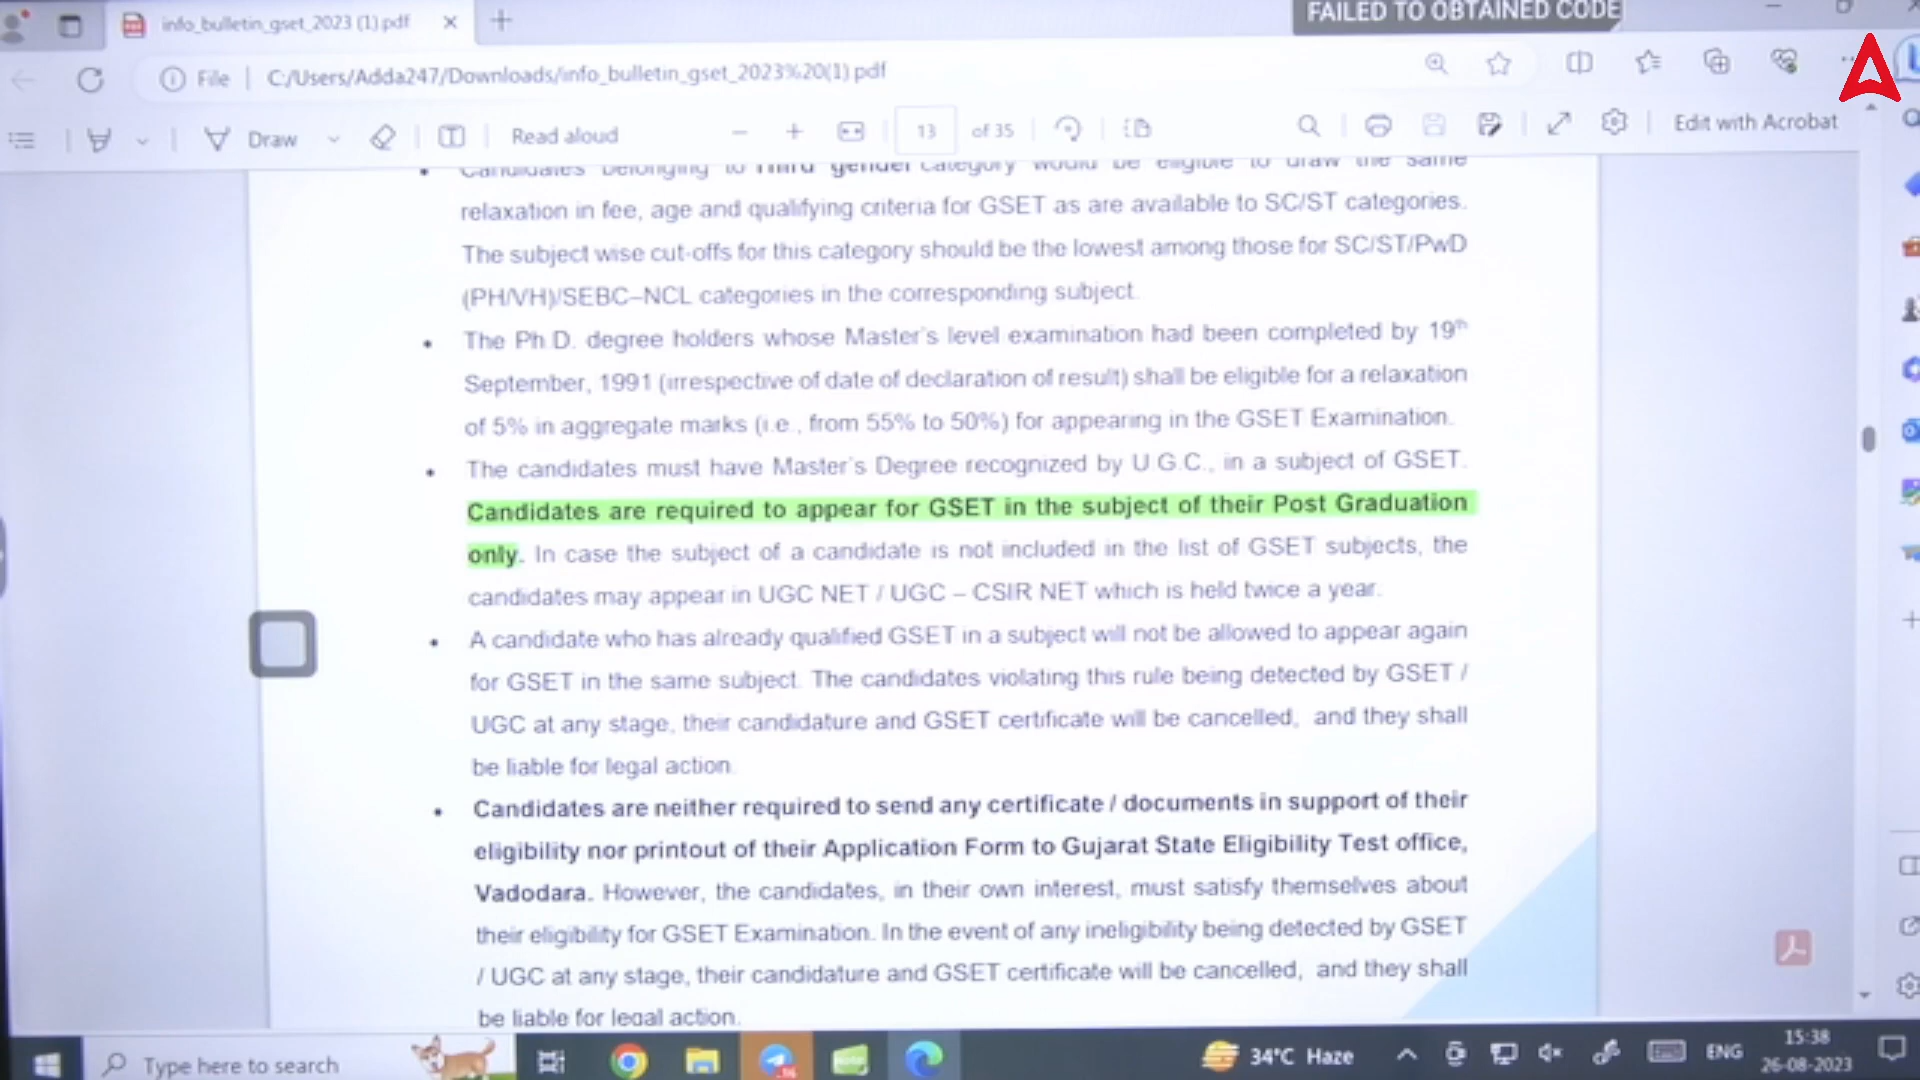 info_bulletin_gset_2023 (1).pdf
FAILED TO OBTAINED CODE
File
C:/Users/Adda247/Downloads/info_bulletin_gset_2023%20(1).pdf
Draw
Read aloud
13
of 35
Edit with Acrobat
Candidates belonging to Third gender category would be eligible to draw the same
relaxation in fee, age and qualifying criteria for GSET as are available to SC/ST categories.
The subject wise cut-offs for this category should be the lowest among those for SC/ST/PwD
(PH/VH)/SEBC–NCL categories in the corresponding subject.
• The Ph.D. degree holders whose Master's level examination had been completed by 19th
September, 1991 (irrespective of date of declaration of result) shall be eligible for a relaxation
of 5% in aggregate marks (i.e., from 55% to 50%) for appearing in the GSET Examination.
• The candidates must have Master's Degree recognized by U.G.C., in a subject of GSET.
Candidates are required to appear for GSET in the subject of their Post Graduation
only. In case the subject of a candidate is not included in the list of GSET subjects, the
candidates may appear in UGC NET / UGC – CSIR NET which is held twice a year.
• A candidate who has already qualified GSET in a subject will not be allowed to appear again
for GSET in the same subject. The candidates violating this rule being detected by GSET /
UGC at any stage, their candidature and GSET certificate will be cancelled, and they shall
be liable for legal action.
• Candidates are neither required to send any certificate / documents in support of their
eligibility nor printout of their Application Form to Gujarat State Eligibility Test office,
Vadodara. However, the candidates, in their own interest, must satisfy themselves about
their eligibility for GSET Examination. In the event of any ineligibility being detected by GSET
/ UGC at any stage, their candidature and GSET certificate will be cancelled, and they shall
be liable for legal action.
Type here to search
34°C Haze
ENG
15:38
26-08-2023